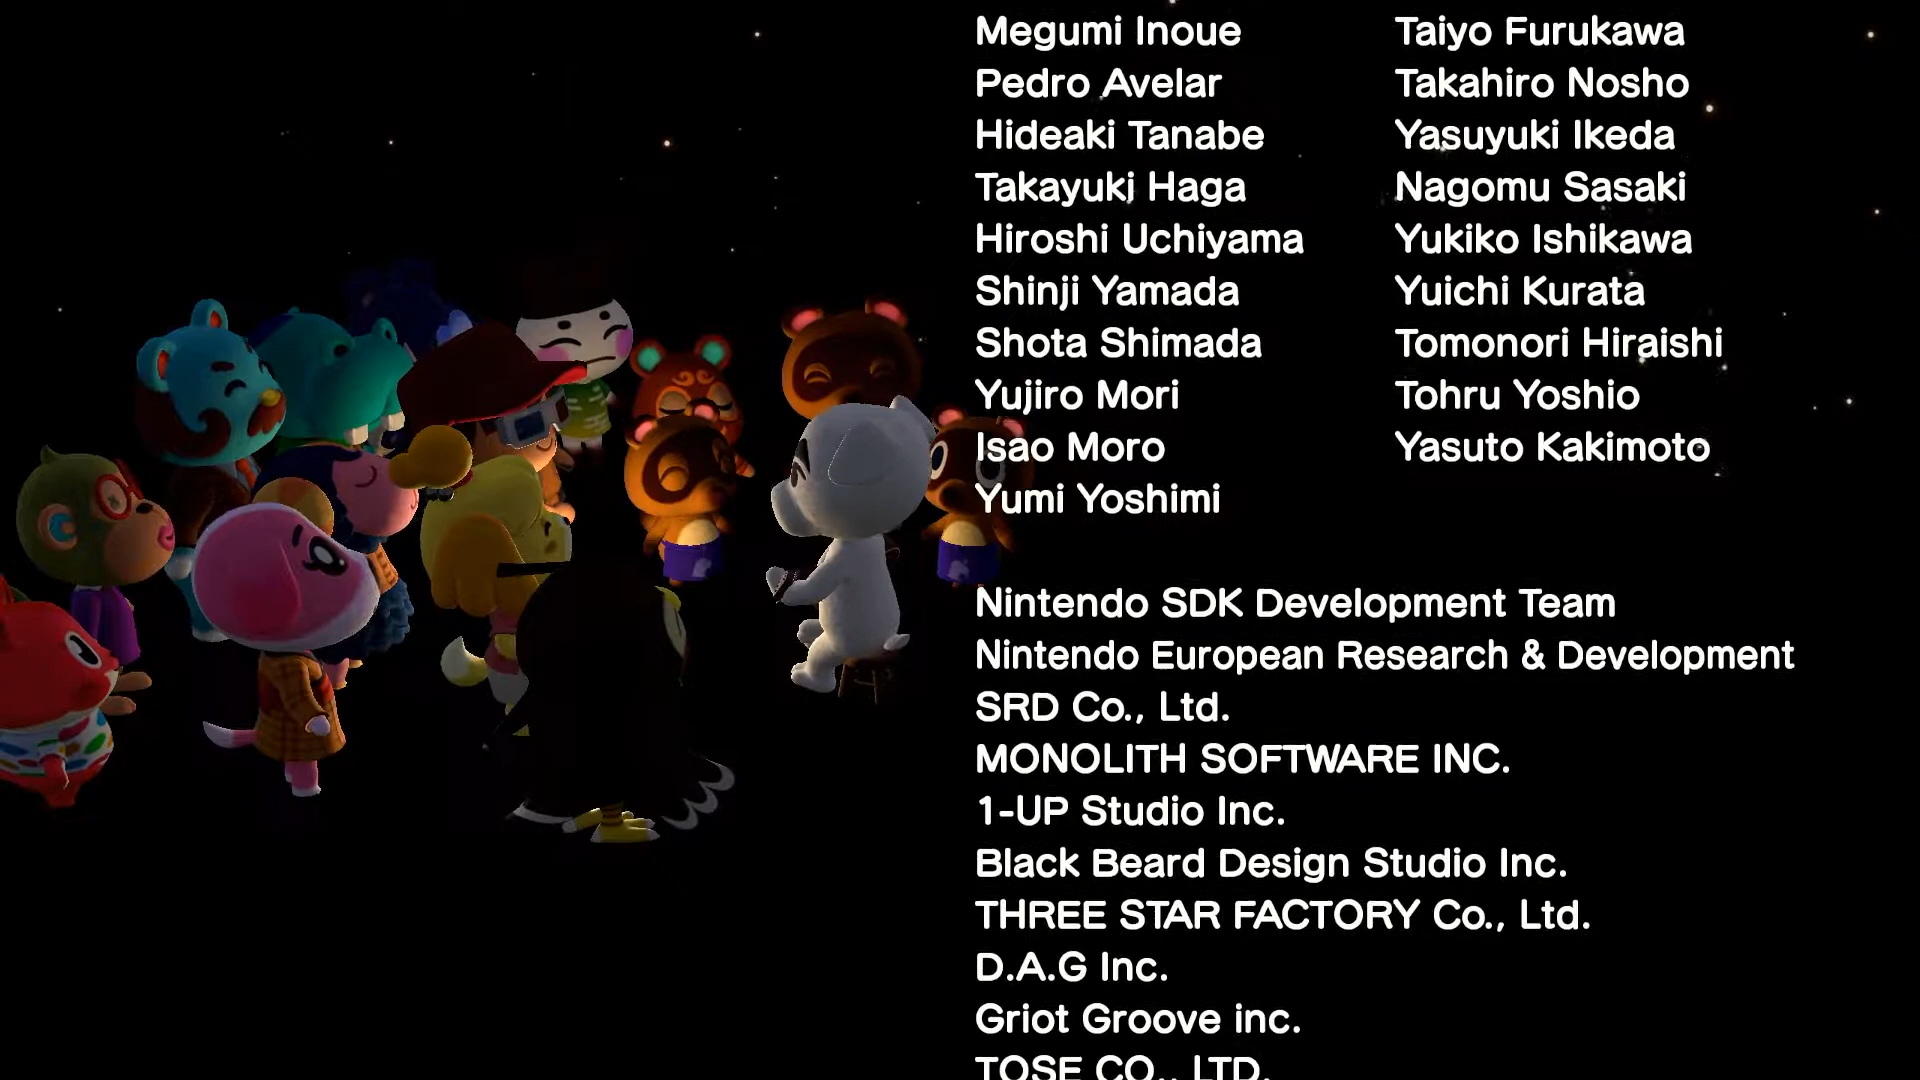 Megumi Inoue Taiyo Furukawa
Pedro Avelar Takahiro Nosho
Hideaki Tanabe Yasuyuki Ikeda
Takayuki Haga Nagomu Sasaki
Hiroshi Uchiyama Yukiko Ishikawa
Shinji Yamada Yuichi Kurata
Shota Shimada Tomonori Hiraishi
Yujiro Mori Tohru Yoshio
Isao Moro Yasuto Kakimoto
Yumi Yoshimi
Nintendo SDK Development Team
Nintendo European Research & Development
SRD Co., Ltd.
MONOLITH SOFTWARE INC.
1-UP Studio Inc.
Black Beard Design Studio Inc.
THREE STAR FACTORY Co., Ltd.
D.A.G Inc.
Griot Groove inc.
TOSE CO., LTD.